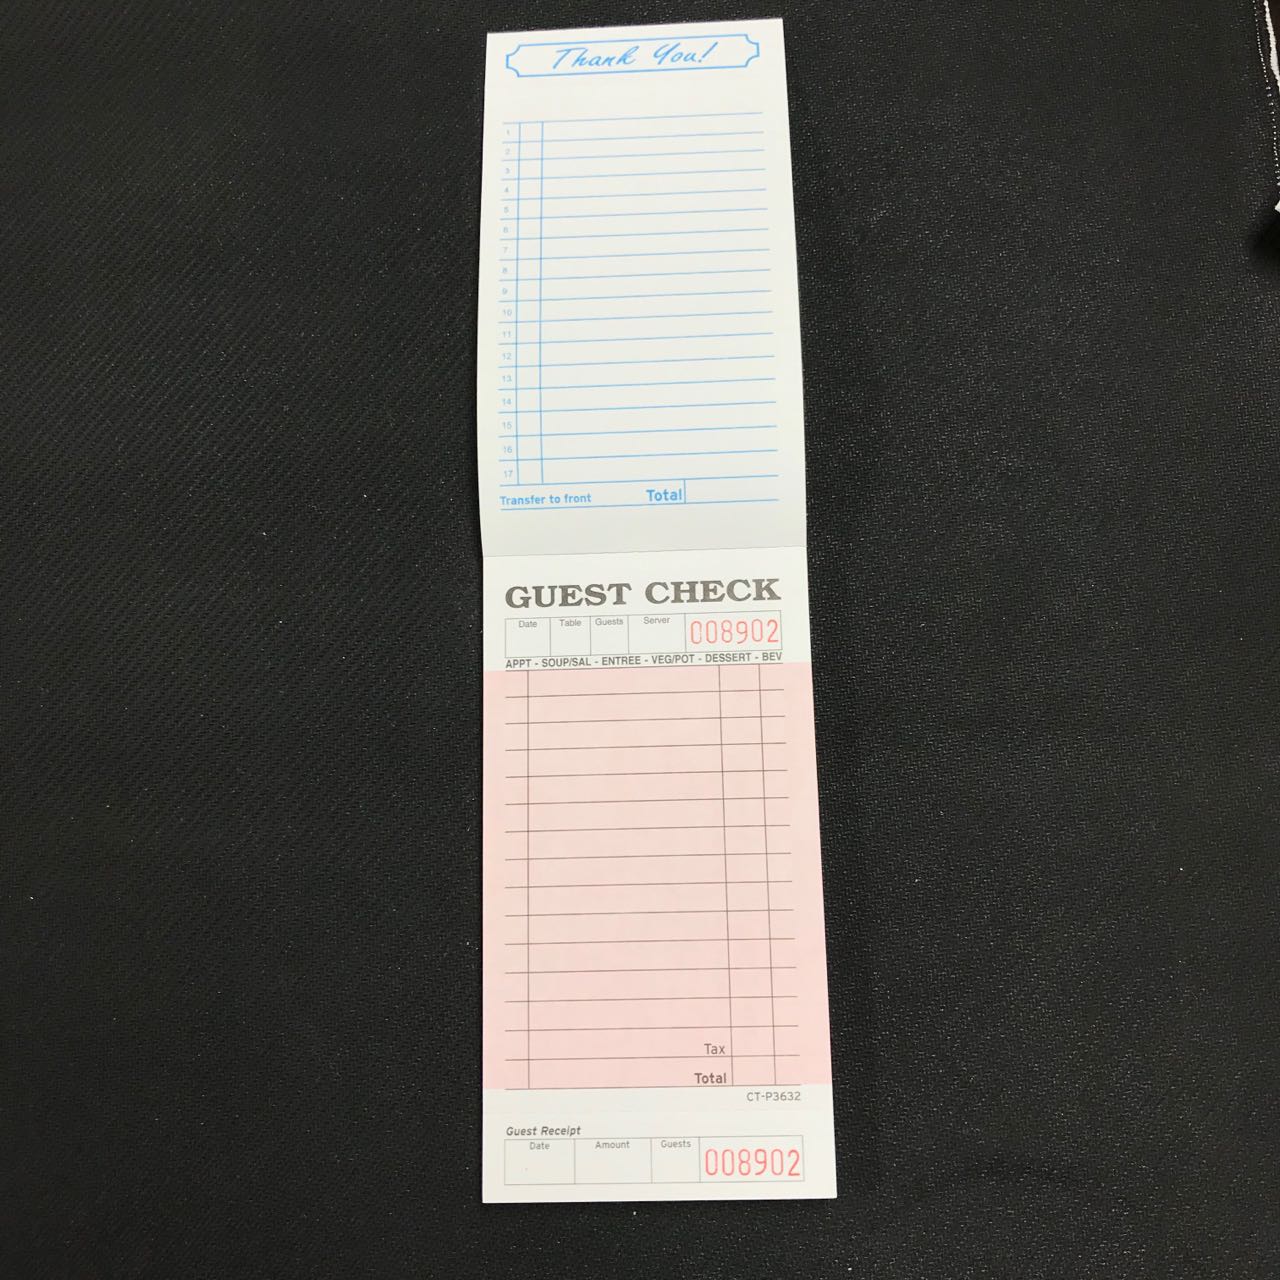 Thank You!
1
2
3
4
5
6
7
8
9
10
11
12
13
14
15
16
17
Transfer to front Total
GUEST CHECK
Date Table Guests Server 008902
APPT - SOUP/SAL - ENTREE - VEG/POT - DESSERT - BEV
Tax
Total
CT-P3632
Guest Receipt
Date Amount Guests 008902